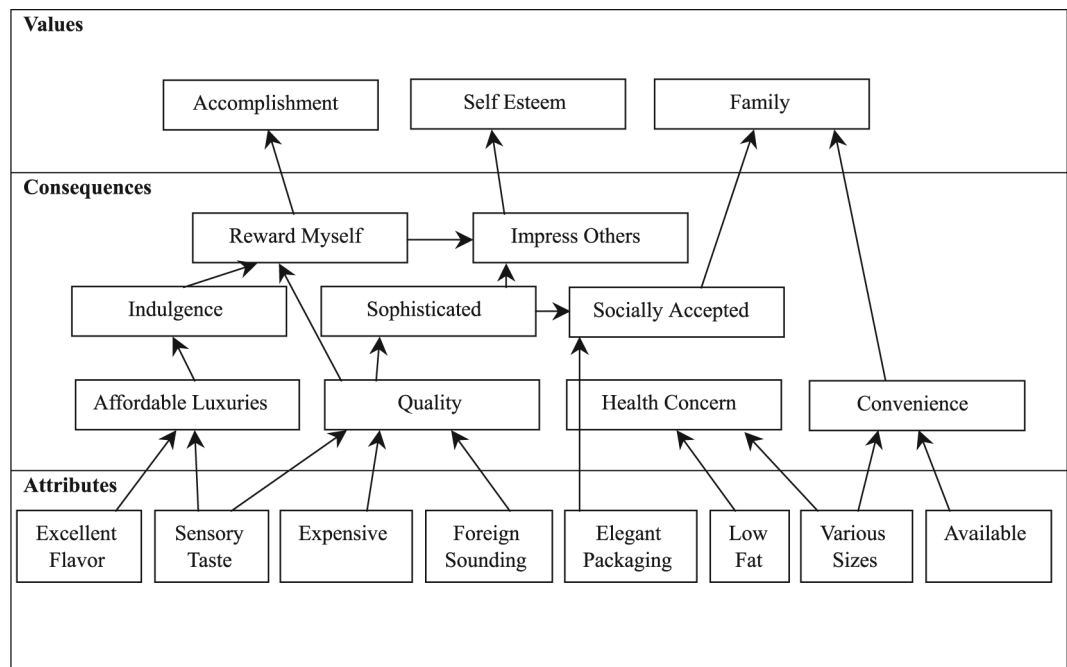 Values
Accomplishment
Self Esteem
Family
Consequences
Reward Myself
Impress Others
Indulgence
Sophisticated
Socially Accepted
Affordable Luxuries
Quality
Health Concern
Convenience
Attributes
Excellent
Flavor
Sensory
Taste
Expensive
Foreign
Sounding
Elegant
Packaging
Low
Fat
Various
Sizes
Available